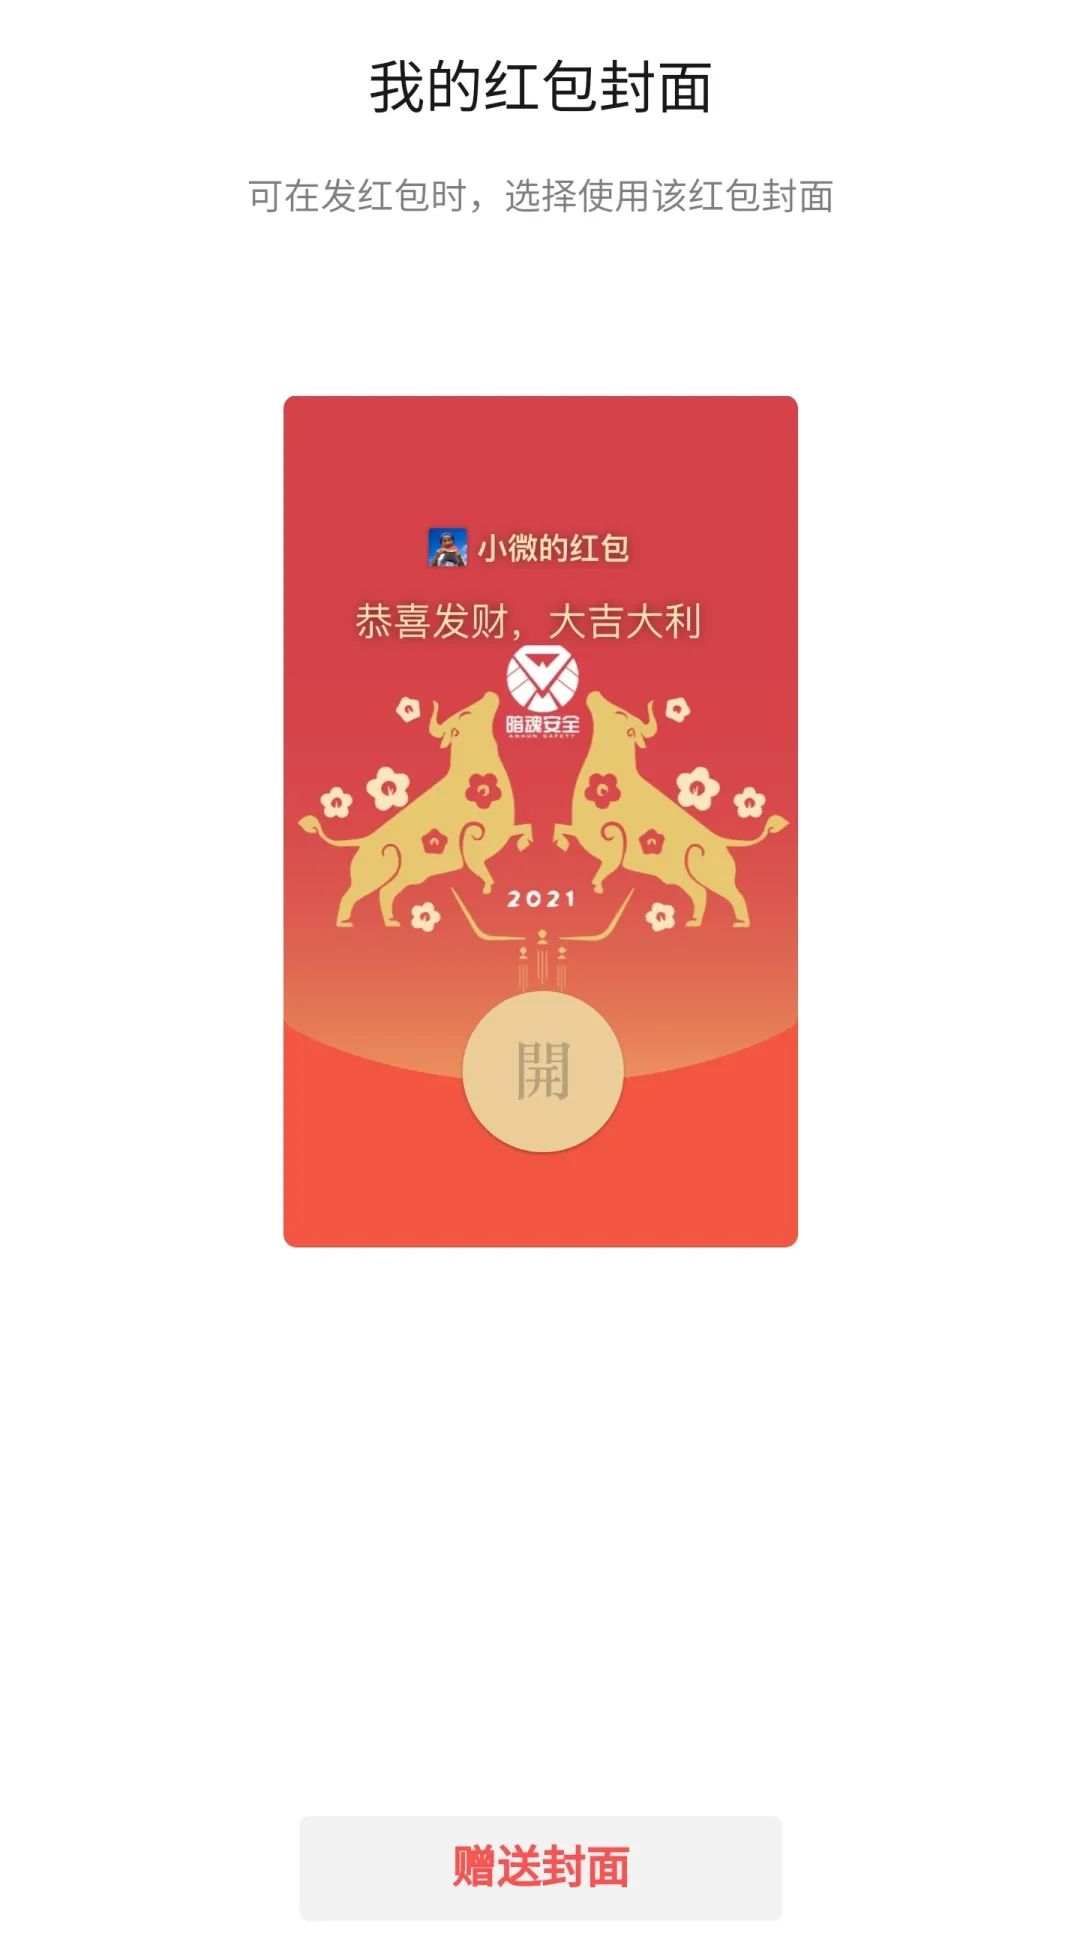 我的红包封面
可在发红包时，选择使用该红包封面
小微的红包
恭喜发财，大吉大利
暗魂安全
ANHUN SAFETY
2021
開
赠送封面